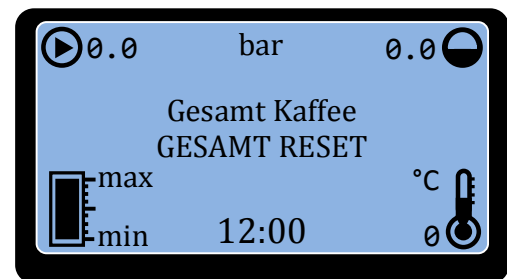 0.0 bar 0.0
Gesamt Kaffee
GESAMT RESET
max °C
min 12:00 0